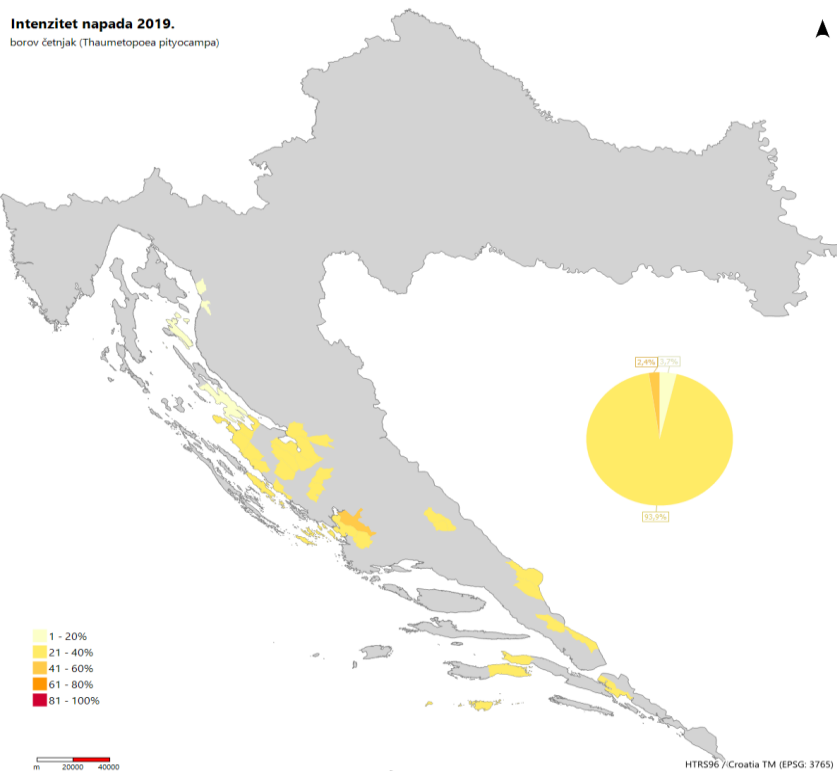 Intenzitet napada 2019.
borov četnjak (Thaumetopoea pityocampa)
2,4% 3,7%
93,9%
1 - 20%
21 - 40%
41 - 60%
61 - 80%
81 - 100%
m 20000 40000
HTRS96 / Croatia TM (EPSG: 3765)